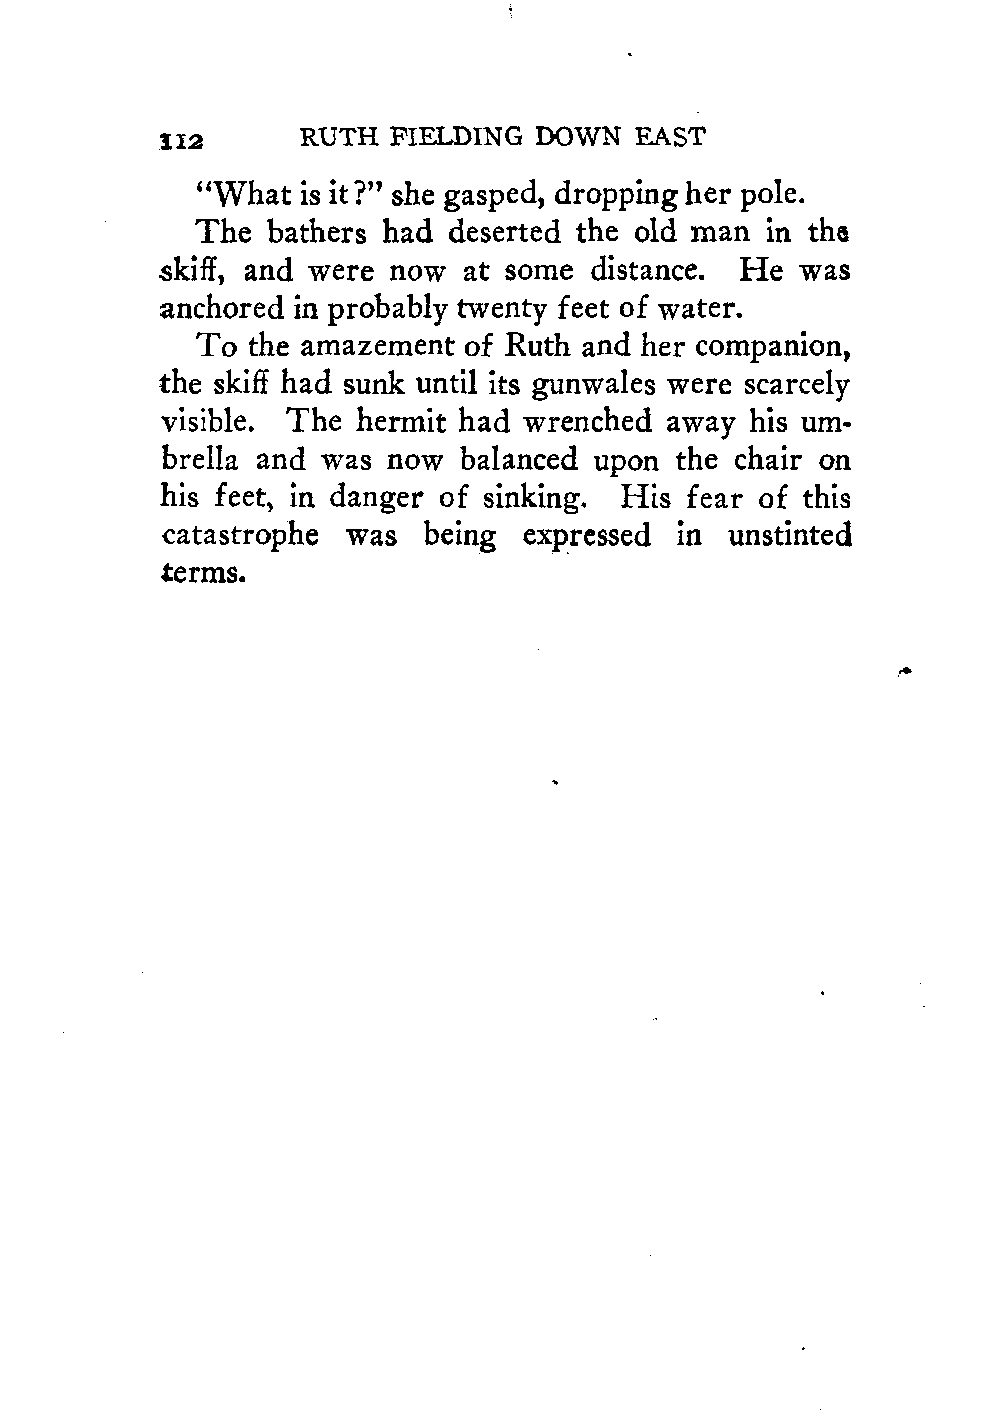 112 RUTH FIELDING DOWN EAST
"What is it?" she gasped, dropping her pole.
The bathers had deserted the old man in the
skiff, and were now at some distance. He was
anchored in probably twenty feet of water.
To the amazement of Ruth and her companion,
the skiff had sunk until its gunwales were scarcely
visible. The hermit had wrenched away his um-
brella and was now balanced upon the chair on
his feet, in danger of sinking. His fear of this
catastrophe was being expressed in unstinted
terms.